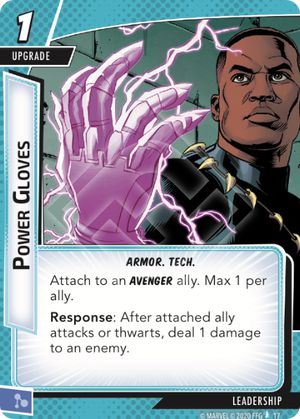 1
UPGRADE
POWER GLOVES
ARMOR. TECH.
Attach to an AVENGER ally. Max 1 per
ally.
Response: After attached ally
attacks or thwarts, deal 1 damage
to an enemy.
LEADERSHIP
© MARVEL © 2020 FFG 17